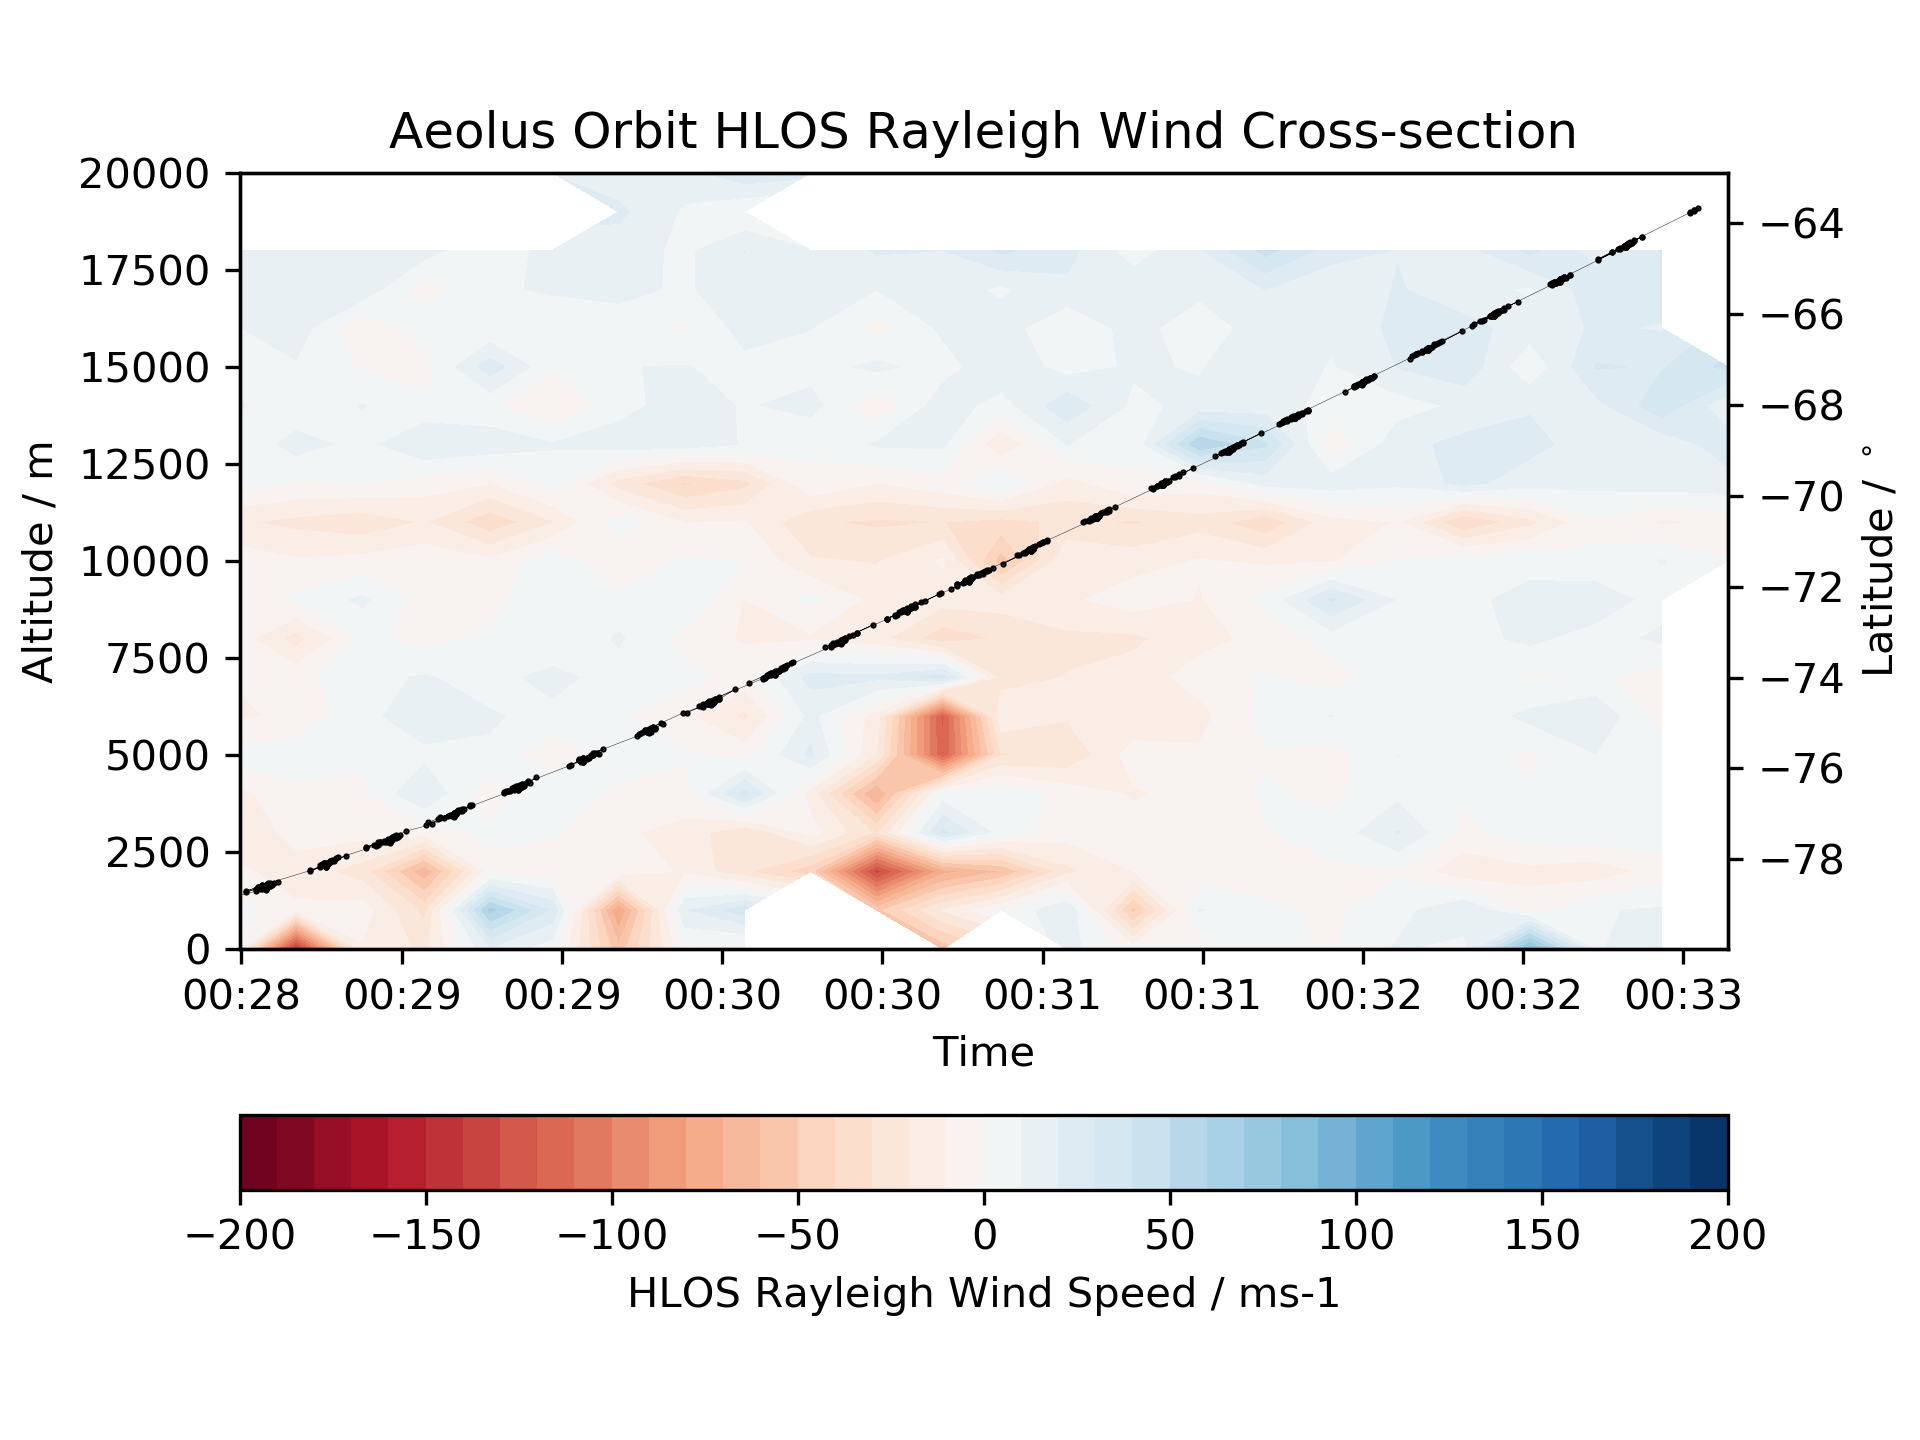 Aeolus Orbit HLOS Rayleigh Wind Cross-section
20000
17500
15000
12500
10000
7500
5000
2500
0
Altitude / m
−64
−66
−68
−70
−72
−74
−76
−78
Latitude / °
00:28 00:29 00:29 00:30 00:30 00:31 00:31 00:32 00:32 00:33
Time
−200 −150 −100 −50 0 50 100 150 200
HLOS Rayleigh Wind Speed / ms-1